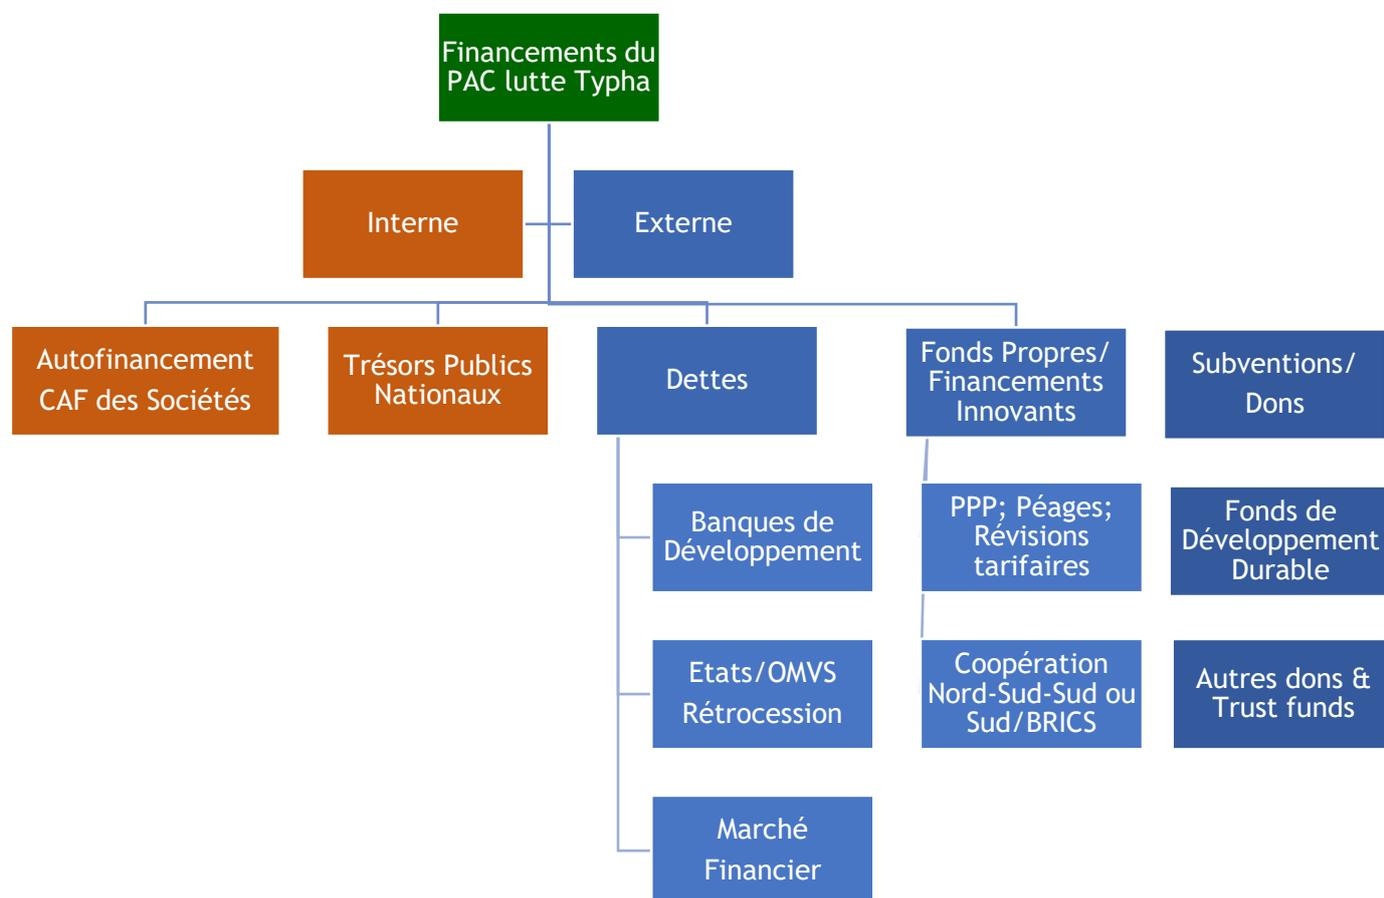 Financements du
PAC lutte Typha
Interne
Externe
Autofinancement
CAF des Sociétés
Trésors Publics
Nationaux
Dettes
Fonds Propres/
Financements
Innovants
Subventions/
Dons
Banques de
Développement
PPP; Péages;
Révisions
tarifaires
Fonds de
Développement
Durable
Etats/OMVS
Rétrocession
Coopération
Nord-Sud-Sud ou
Sud/BRICS
Autres dons &
Trust funds
Marché
Financier